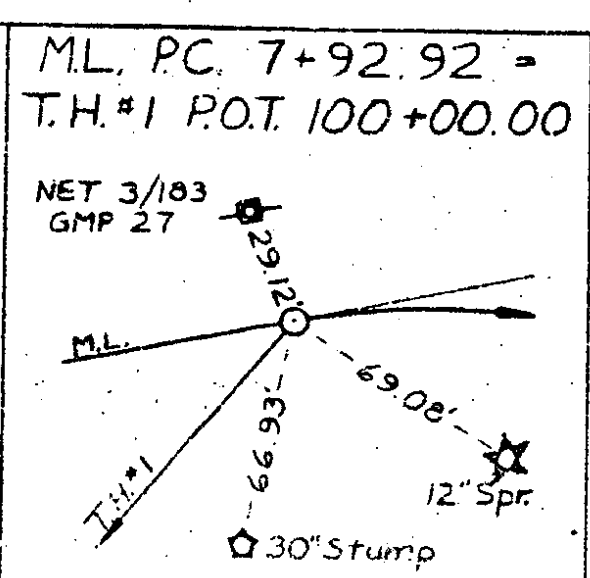 M.L. P.C. 7+92.92 =
T.H. #1 P.O.T. 100+00.00
NET 3/183
GMP 27
29.12'
M.L.
69.08'
66.93'
T.H. #1
12" Spr.
30" Stump